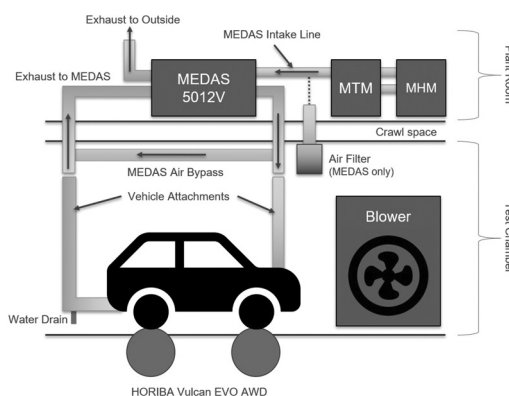 Exhaust to Outside
MEDAS Intake Line
Exhaust to MEDAS
MEDAS
5012V
MTM
MHM
Plant Room
Crawl space
MEDAS Air Bypass
Air Filter
(MEDAS only)
Vehicle Attachments
Blower
Test Chamber
Water Drain
HORIBA Vulcan EVO AWD